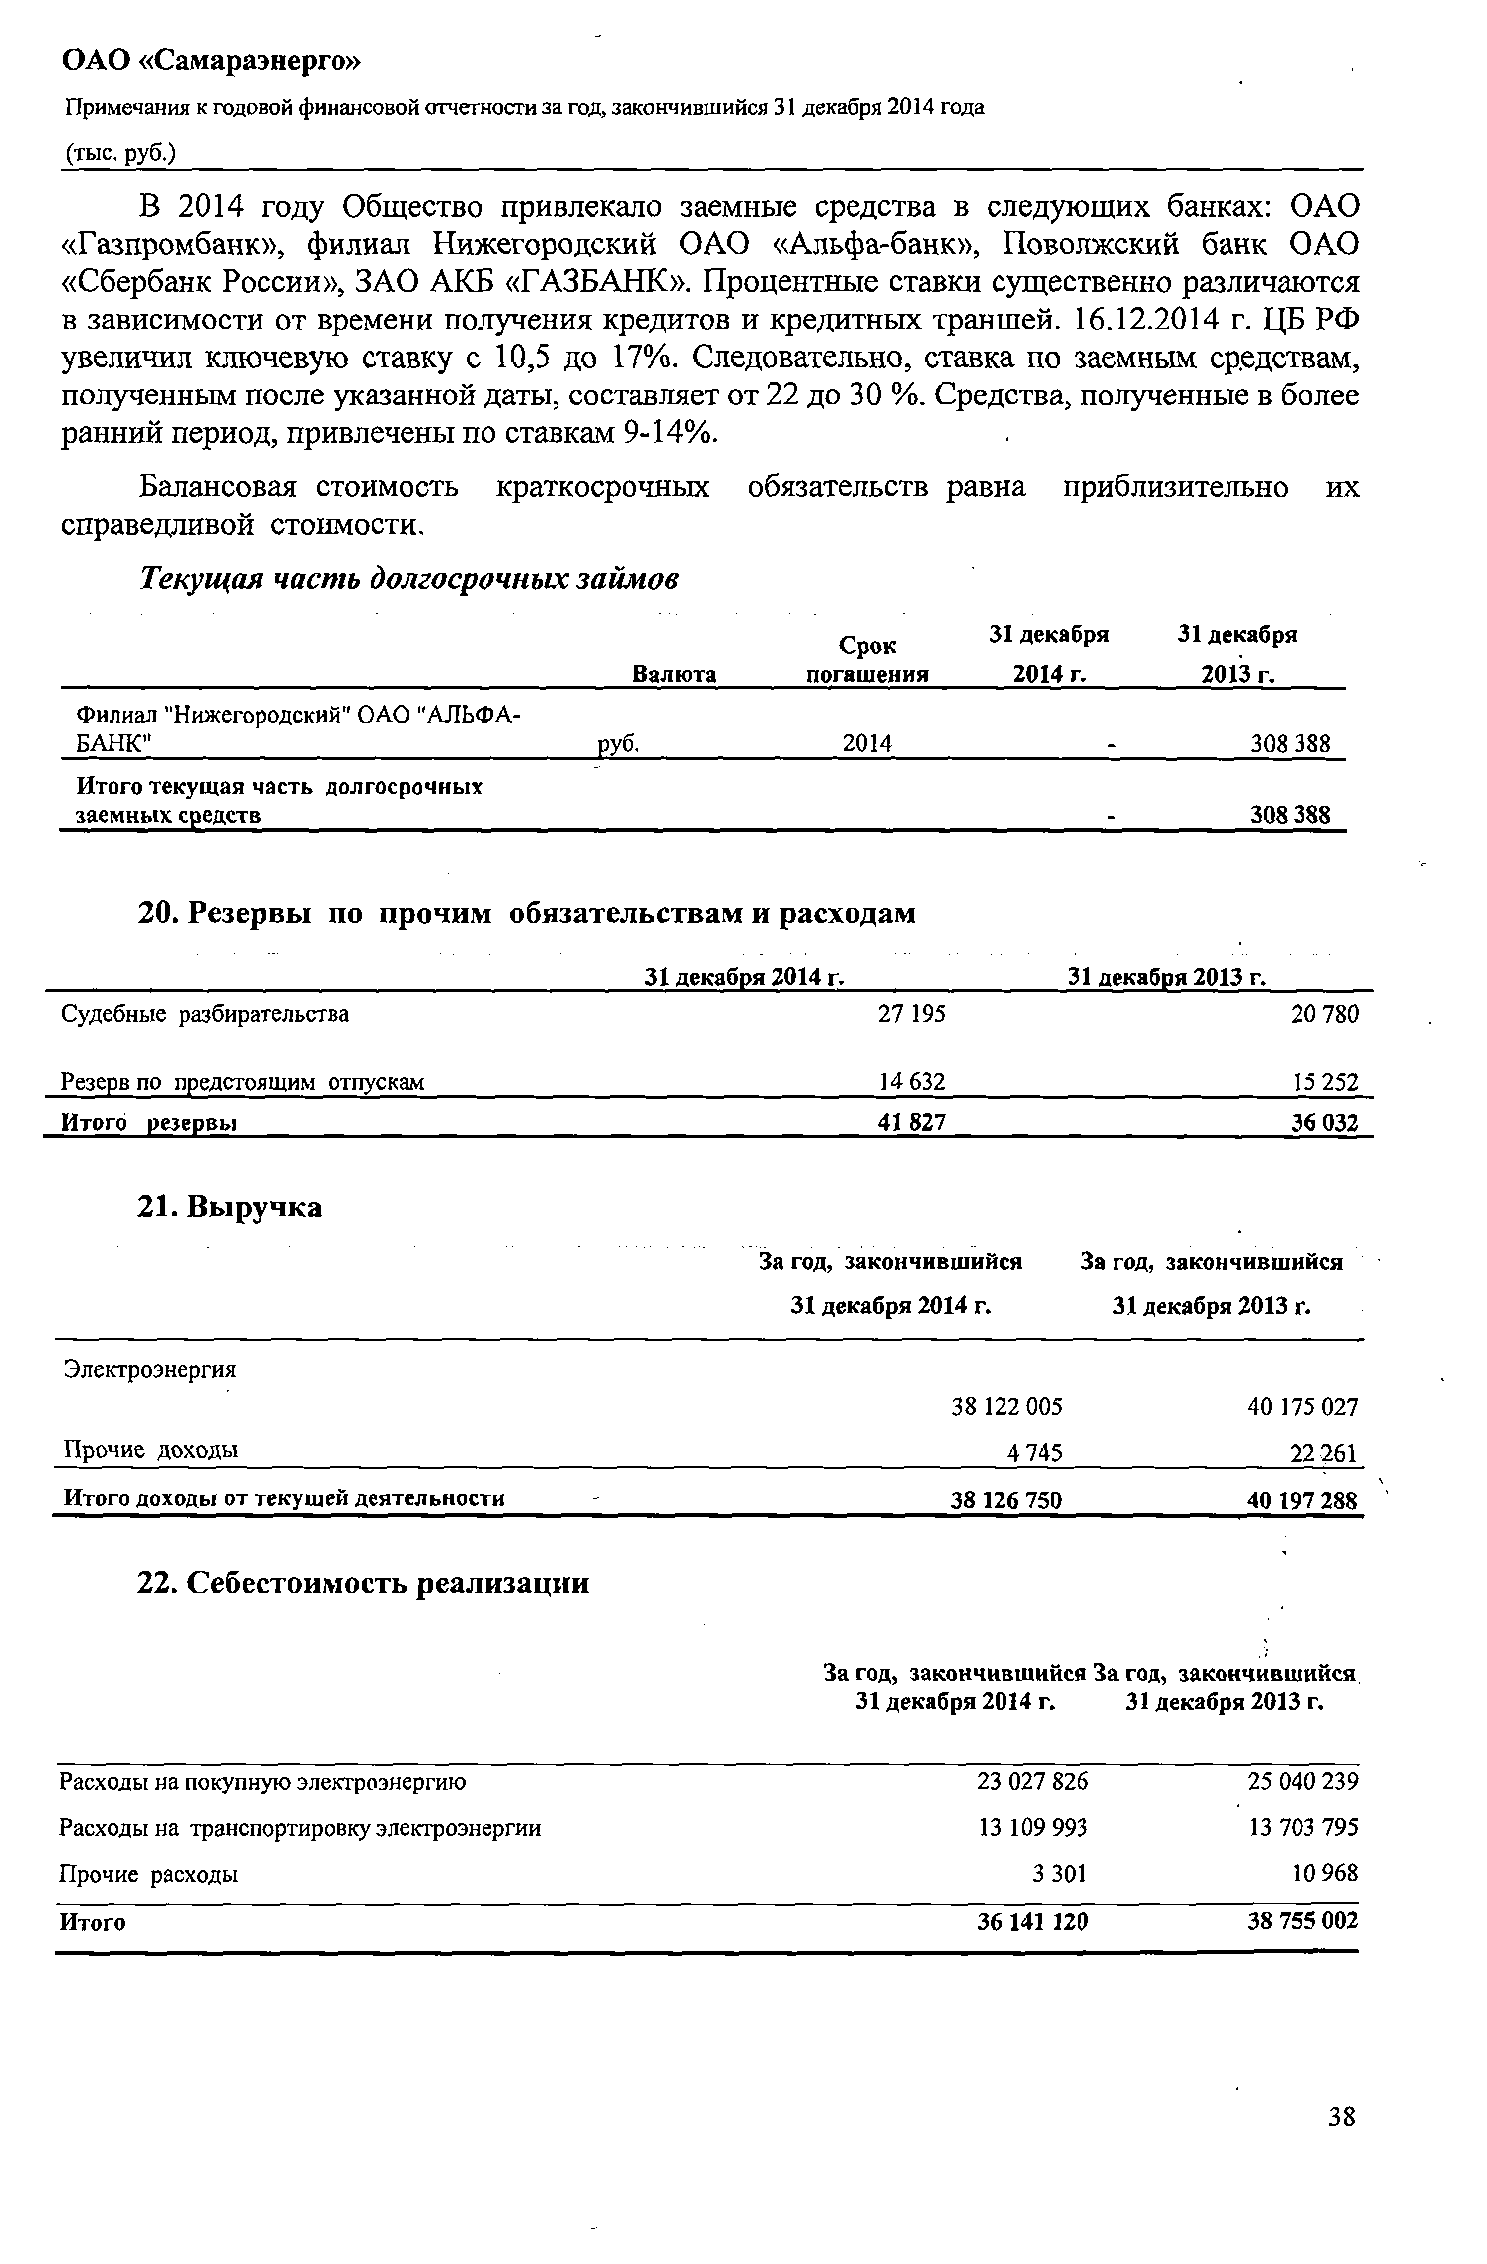 ОАО «Самараэнерго»
Примечания к годовой финансовой отчетности за год, закончившийся 31 декабря 2014 года
(тыс. руб.)
В 2014 году Общество привлекало заемные средства в следующих банках: ОАО
«Газпромбанк», филиал Нижегородский ОАО «Альфа-банк», Поволжский банк ОАО
«Сбербанк России», ЗАО АКБ «ГАЗБАНК». Процентные ставки существенно различаются
в зависимости от времени получения кредитов и кредитных траншей. 16.12.2014 г. ЦБ РФ
увеличил ключевую ставку с 10,5 до 17%. Следовательно, ставка по заемным средствам,
полученным после указанной даты, составляет от 22 до 30 %. Средства, полученные в более
ранний период, привлечены по ставкам 9-14%.
Балансовая стоимость краткосрочных обязательств равна приблизительно их
справедливой стоимости.
Текущая часть долгосрочных займов
Срок 31 декабря 31 декабря
Валюта погашения 2014 г. 2013 г.
Филиал "Нижегородский" ОАО "АЛЬФА-
БАНК" руб. 2014 - 308 388
Итого текущая часть долгосрочных
заемных средств - 308 388
20. Резервы по прочим обязательствам и расходам
31 декабря 2014 г. 31 декабря 2013 г.
Судебные разбирательства 27 195 20 780
Резерв по предстоящим отпускам 14 632 15 252
Итого резервы 41 827 36 032
21. Выручка
За год, закончившийся За год, закончившийся
31 декабря 2014 г. 31 декабря 2013 г.
Электроэнергия
38 122 005 40 175 027
Прочие доходы 4 745 22 261
Итого доходы от текущей деятельности 38 126 750 40 197 288
22. Себестоимость реализации
За год, закончившийся За год, закончившийся
31 декабря 2014 г. 31 декабря 2013 г.
Расходы на покупную электроэнергию 23 027 826 25 040 239
Расходы на транспортировку электроэнергии 13 109 993 13 703 795
Прочие расходы 3 301 10 968
Итого 36 141 120 38 755 002
38